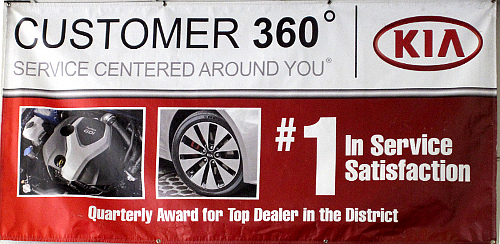 CUSTOMER 360°
SERVICE CENTERED AROUND YOU®
KIA
#1 In Service
Satisfaction
Quarterly Award for Top Dealer in the District